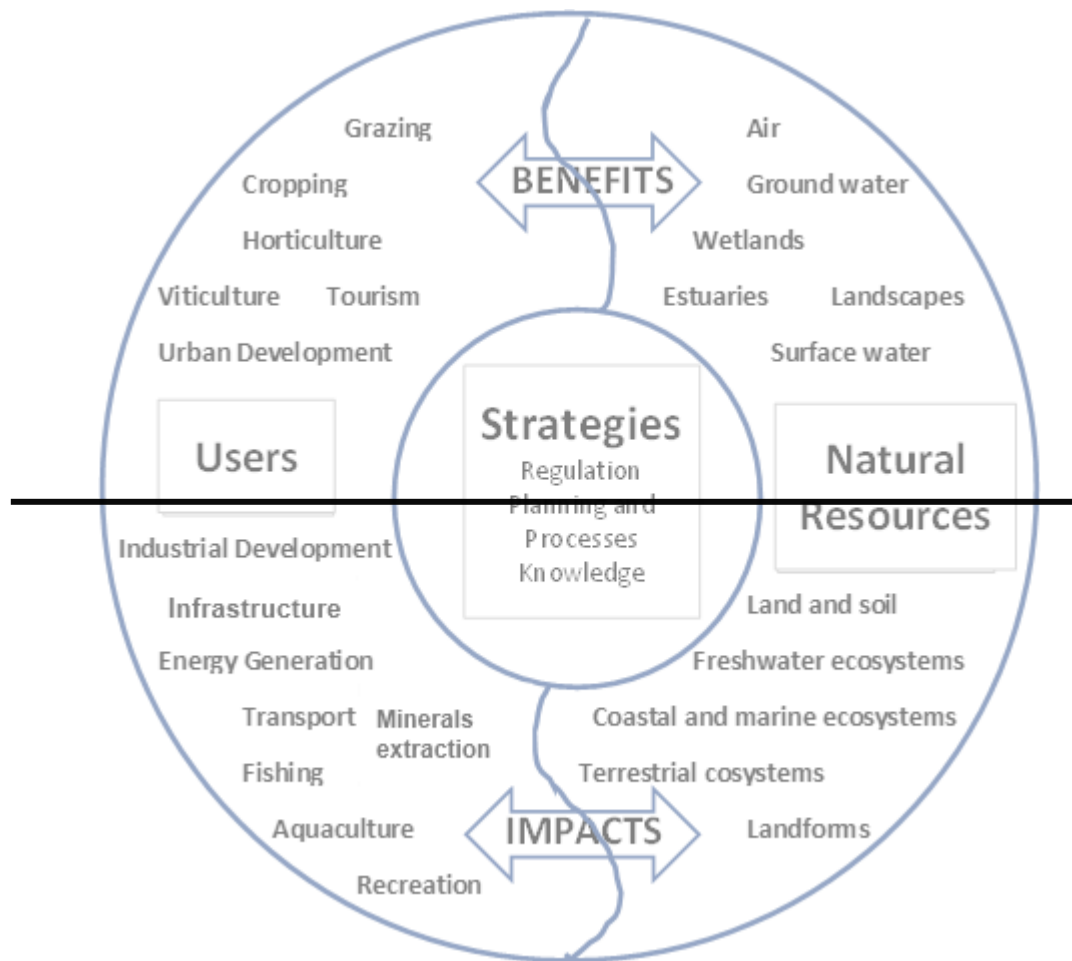 Grazing
Air
BENEFITS
Cropping
Ground water
Horticulture
Wetlands
Viticulture
Tourism
Estuaries
Landscapes
Urban Development
Surface water
Strategies
Regulation
Planning and
Processes
Knowledge
Users
Natural
Resources
Industrial Development
Infrastructure
Land and soil
Energy Generation
Freshwater ecosystems
Transport
Minerals
extraction
Coastal and marine ecosystems
Fishing
Terrestrial cosystems
Aquaculture
IMPACTS
Landforms
Recreation